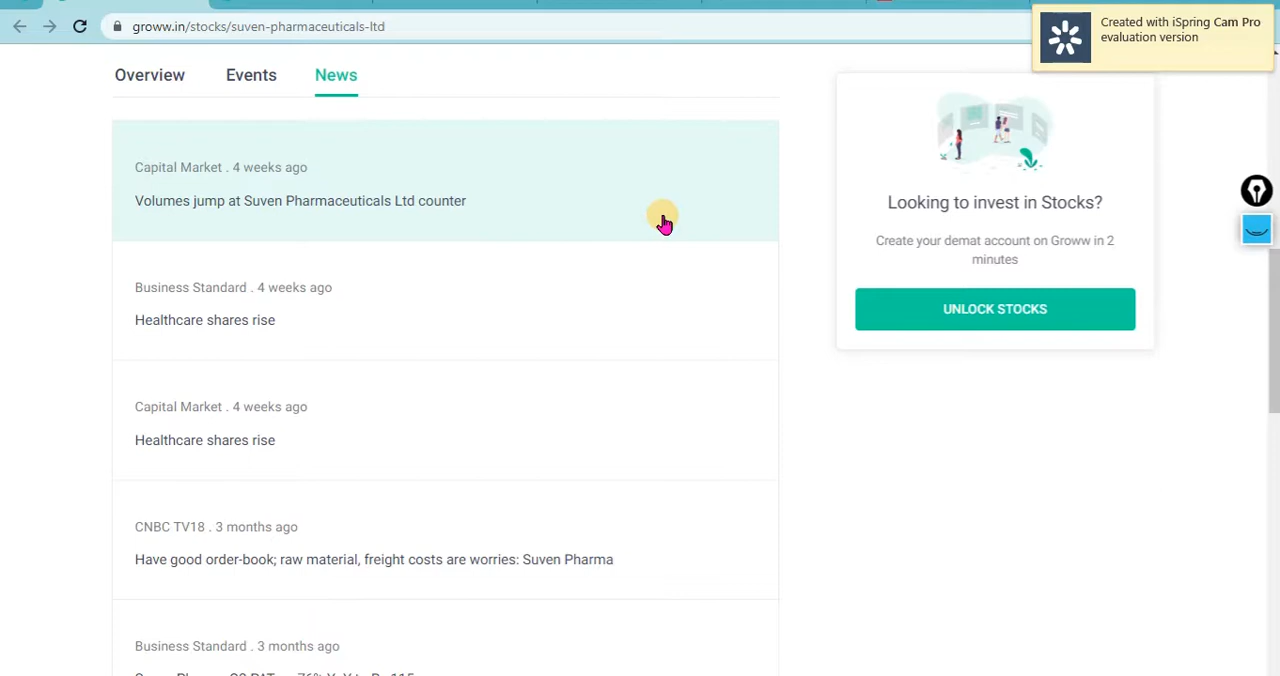 groww.in/stocks/suven-pharmaceuticals-ltd
Created with iSpring Cam Pro
evaluation version
Overview Events News
Capital Market . 4 weeks ago
Volumes jump at Suven Pharmaceuticals Ltd counter
Business Standard . 4 weeks ago
Healthcare shares rise
Capital Market . 4 weeks ago
Healthcare shares rise
CNBC TV18 . 3 months ago
Have good order-book; raw material, freight costs are worries: Suven Pharma
Business Standard . 3 months ago
Looking to invest in Stocks?
Create your demat account on Groww in 2
minutes
UNLOCK STOCKS